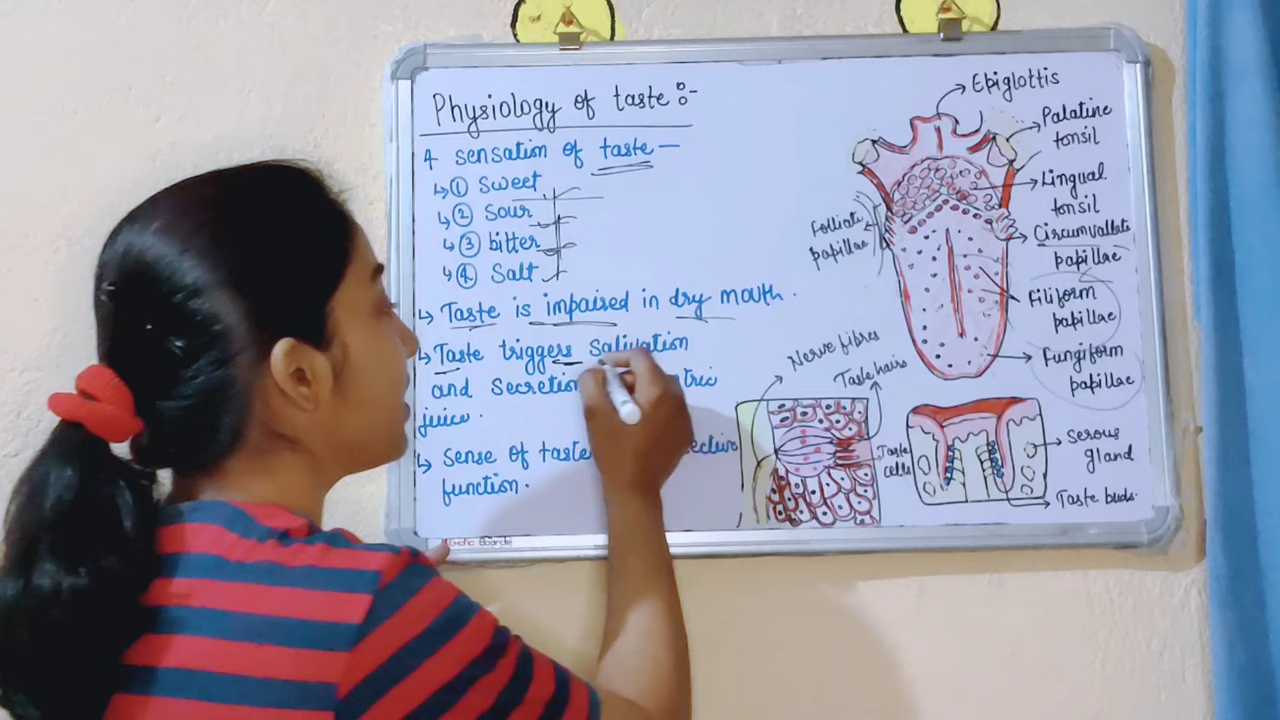 Physiology of taste :-
4 sensation of taste —
↳ ① Sweet
↳ ② Sour
↳ ③ bitter
↳ ④ Salt
↳ Taste is impaired in dry mouth .
↳ Taste triggers salivation
and secretion
juice .
↳ Sense of taste
function .
Epiglottis
Palatine
tonsil
Lingual
tonsil
Circumvallate
papillae
Filiform
papillae
Fungiform
papillae
Folliate
papillae
Nerve fibres
Taste hairs
Taste
cells
Serous
gland
Taste buds.